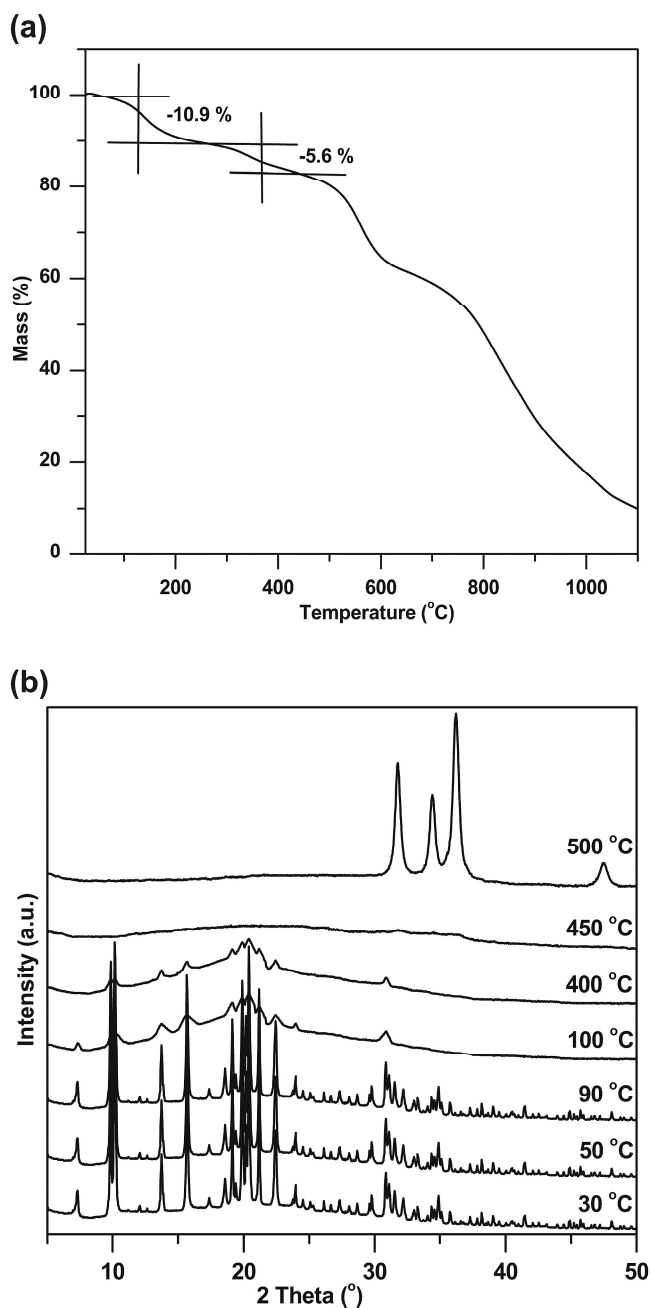 (a)
100
-10.9 %
-5.6 %
80
60
Mass (%)
40
20
0
200 400 600 800 1000
Temperature (°C)
(b)
500 °C
450 °C
400 °C
100 °C
90 °C
50 °C
30 °C
Intensity (a.u.)
10 20 30 40 50
2 Theta (°)